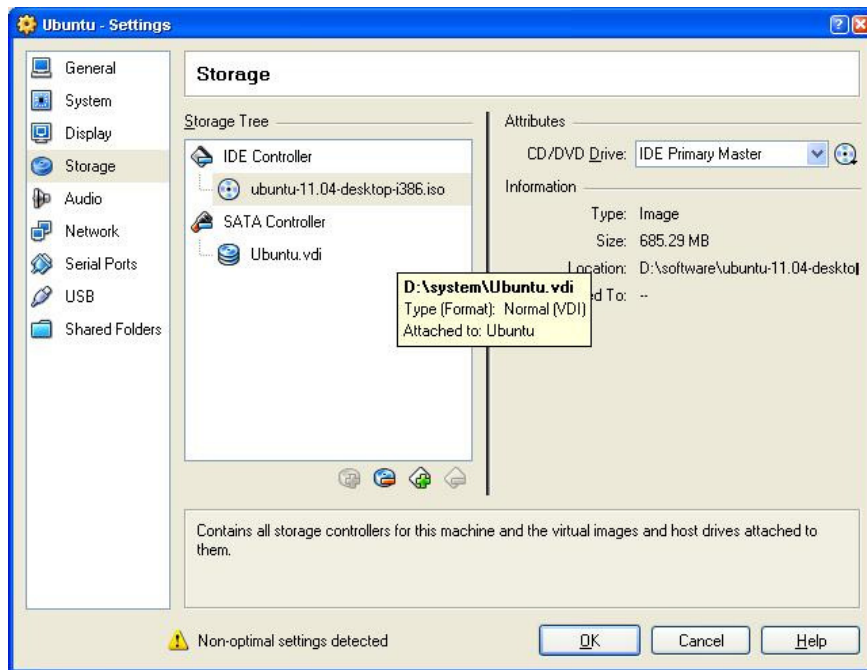 Ubuntu - Settings
General
System
Display
Storage
Audio
Network
Serial Ports
USB
Shared Folders
Storage
Storage Tree
IDE Controller
ubuntu-11.04-desktop-i386.iso
SATA Controller
Ubuntu.vdi
Attributes
CD/DVD Drive: IDE Primary Master
Information
Type: Image
Size: 685.29 MB
Location: D:\software\ubuntu-11.04-deskto
ed To: --
D:\system\Ubuntu.vdi
Type (Format): Normal (VDI)
Attached to: Ubuntu
Contains all storage controllers for this machine and the virtual images and host drives attached to
them.
Non-optimal settings detected
OK
Cancel
Help